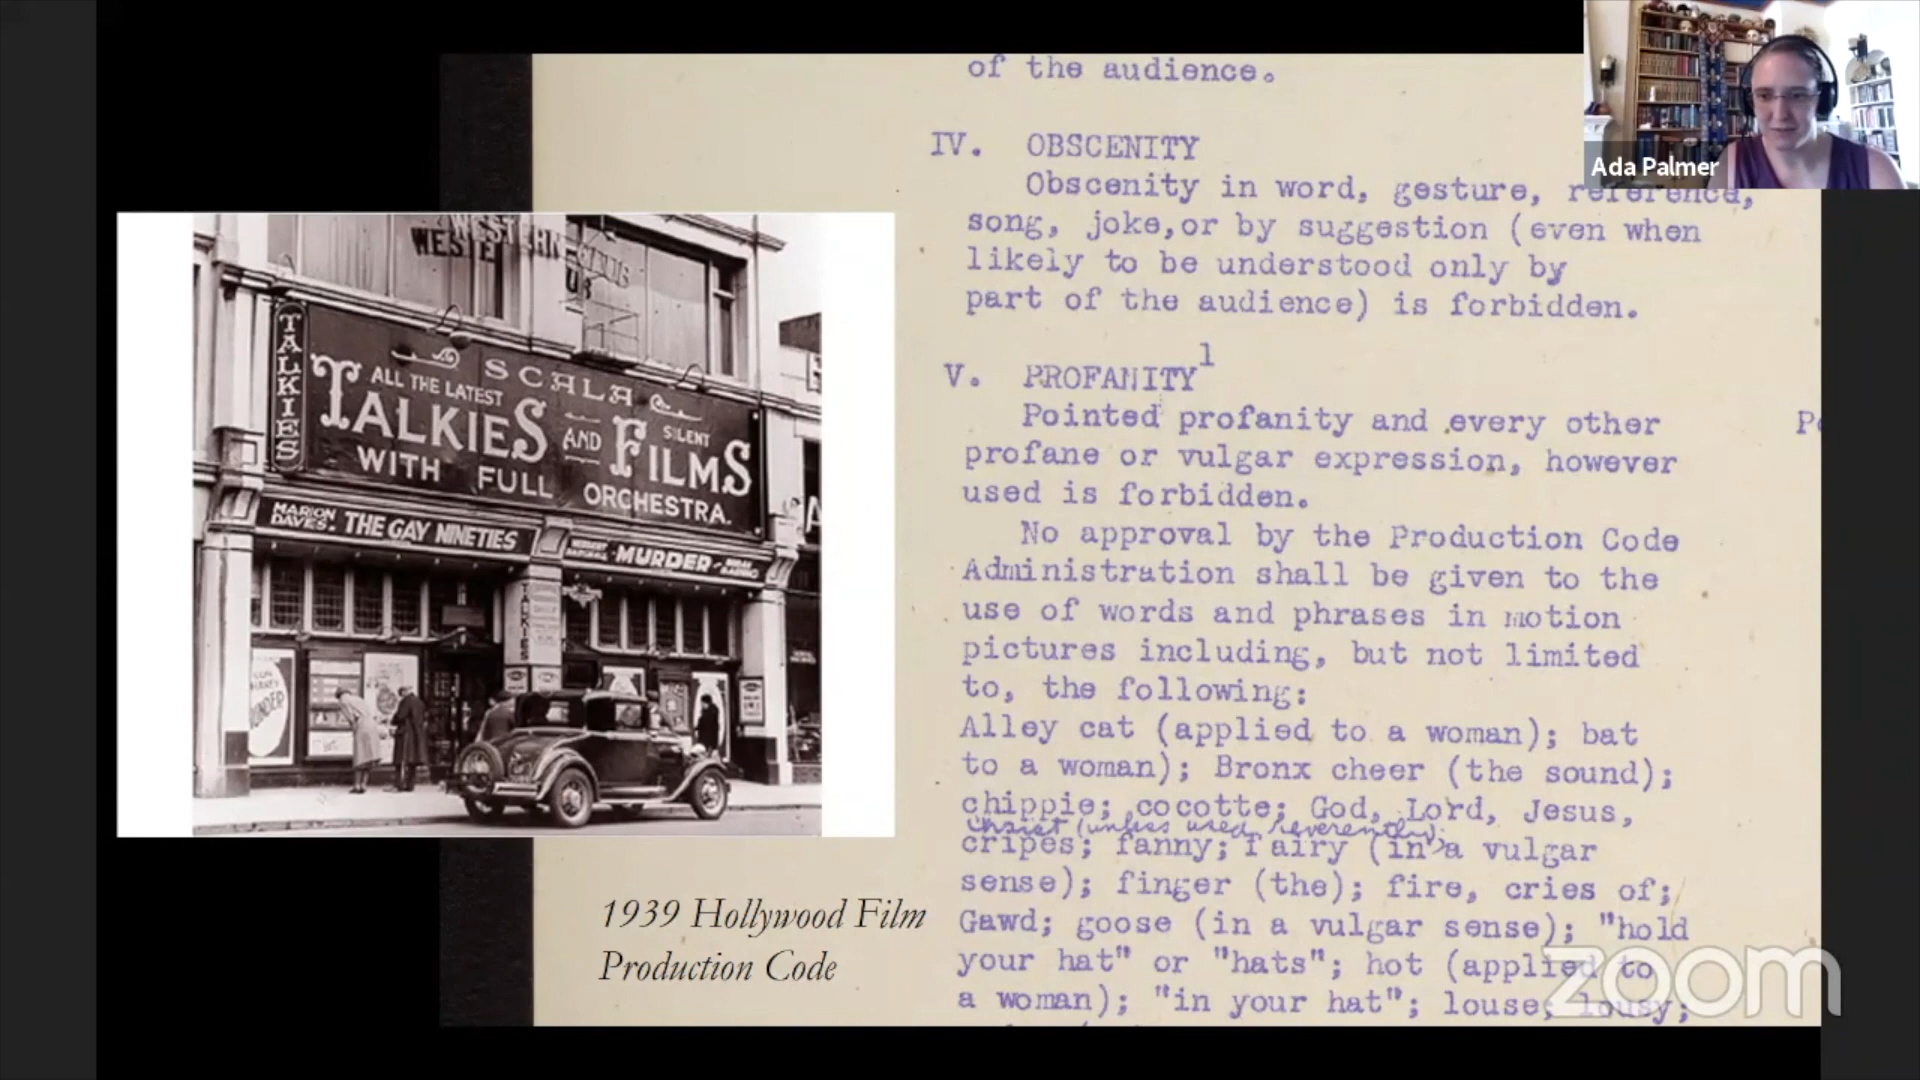 of the audience.
IV. OBSCENITY
Obscenity in word, gesture, reference,
song, joke, or by suggestion (even when
likely to be understood only by
part of the audience) is forbidden.
V. PROFANITY1
Pointed profanity and every other
profane or vulgar expression, however
used is forbidden.
No approval by the Production Code
Administration shall be given to the
use of words and phrases in motion
pictures including, but not limited
to, the following:
Alley cat (applied to a woman); bat
to a woman); Bronx cheer (the sound);
chippie; cocotte; God, Lord, Jesus,
Christ (unless used reverently);
cripes; fanny; fairy (in a vulgar
sense); finger (the); fire, cries of;
Gawd; goose (in a vulgar sense); "hold
your hat" or "hats"; hot (applied to
a woman); "in your hat"; louse; lousy;
Ada Palmer
WESTERN
TALKIES
SCALA
ALL THE LATEST
TALKIES AND SILENT FILMS
WITH FULL ORCHESTRA.
MARION DAVES. THE GAY NINETIES
MURDER
TALKIES
1939 Hollywood Film
Production Code
zoom